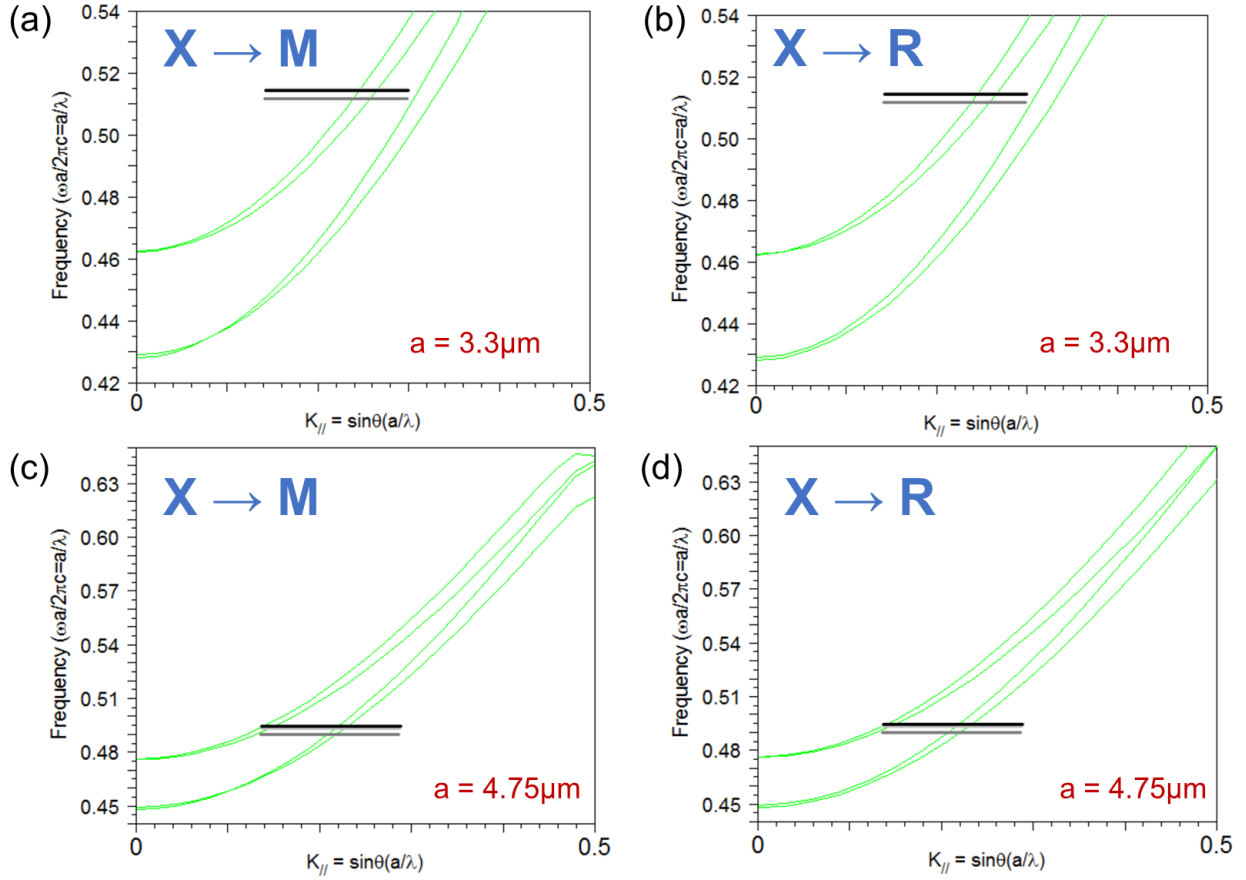 (a)
X → M
Frequency (ωa/2πc=a/λ)
0.54
0.52
0.50
0.48
0.46
0.44
0.42
a = 3.3µm
0
0.5
K// = sinθ(a/λ)
(b)
X → R
Frequency (ωa/2πc=a/λ)
0.54
0.52
0.50
0.48
0.46
0.44
0.42
a = 3.3µm
0
0.5
K// = sinθ(a/λ)
(c)
X → M
Frequency (ωa/2πc=a/λ)
0.63
0.60
0.57
0.54
0.51
0.48
0.45
a = 4.75µm
0
0.5
K// = sinθ(a/λ)
(d)
X → R
Frequency (ωa/2πc=a/λ)
0.63
0.60
0.57
0.54
0.51
0.48
0.45
a = 4.75µm
0
0.5
K// = sinθ(a/λ)